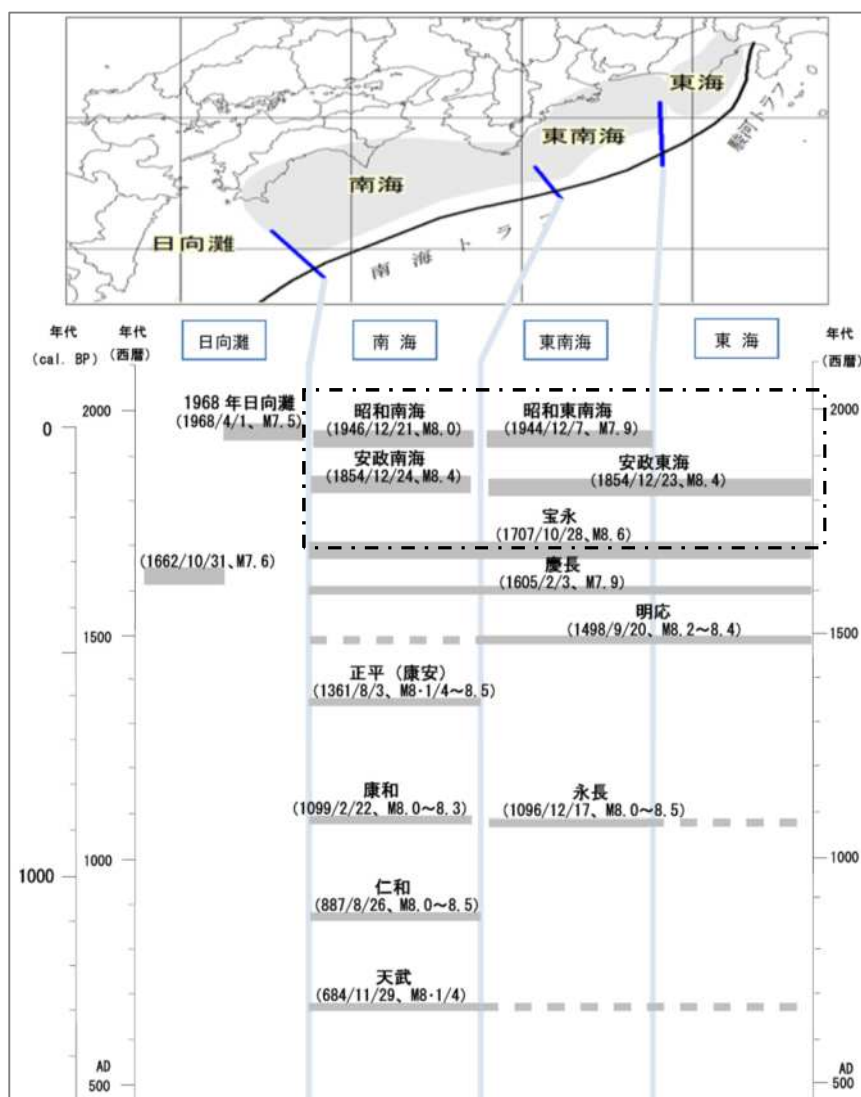 東海
東南海
駿河トラフ
南海
日向灘
南海トラフ
年代
(cal. BP)
年代
(西暦)
日向灘
南 海
東南海
東 海
年代
(西暦)
2000
2000
0
1968 年日向灘
(1968/4/1、M7.5)
昭和南海
(1946/12/21、M8.0)
昭和東南海
(1944/12/7、M7.9)
安政南海
(1854/12/24、M8.4)
安政東海
(1854/12/23、M8.4)
宝永
(1707/10/28、M8.6)
(1662/10/31、M7.6)
慶長
(1605/2/3、M7.9)
明応
(1498/9/20、M8.2～8.4)
1500
1500
正平（康安）
(1361/8/3、M8･1/4～8.5)
康和
(1099/2/22、M8.0～8.3)
永長
(1096/12/17、M8.0～8.5)
1000
1000
1000
仁和
(887/8/26、M8.0～8.5)
天武
(684/11/29、M8･1/4)
AD
500
AD
500